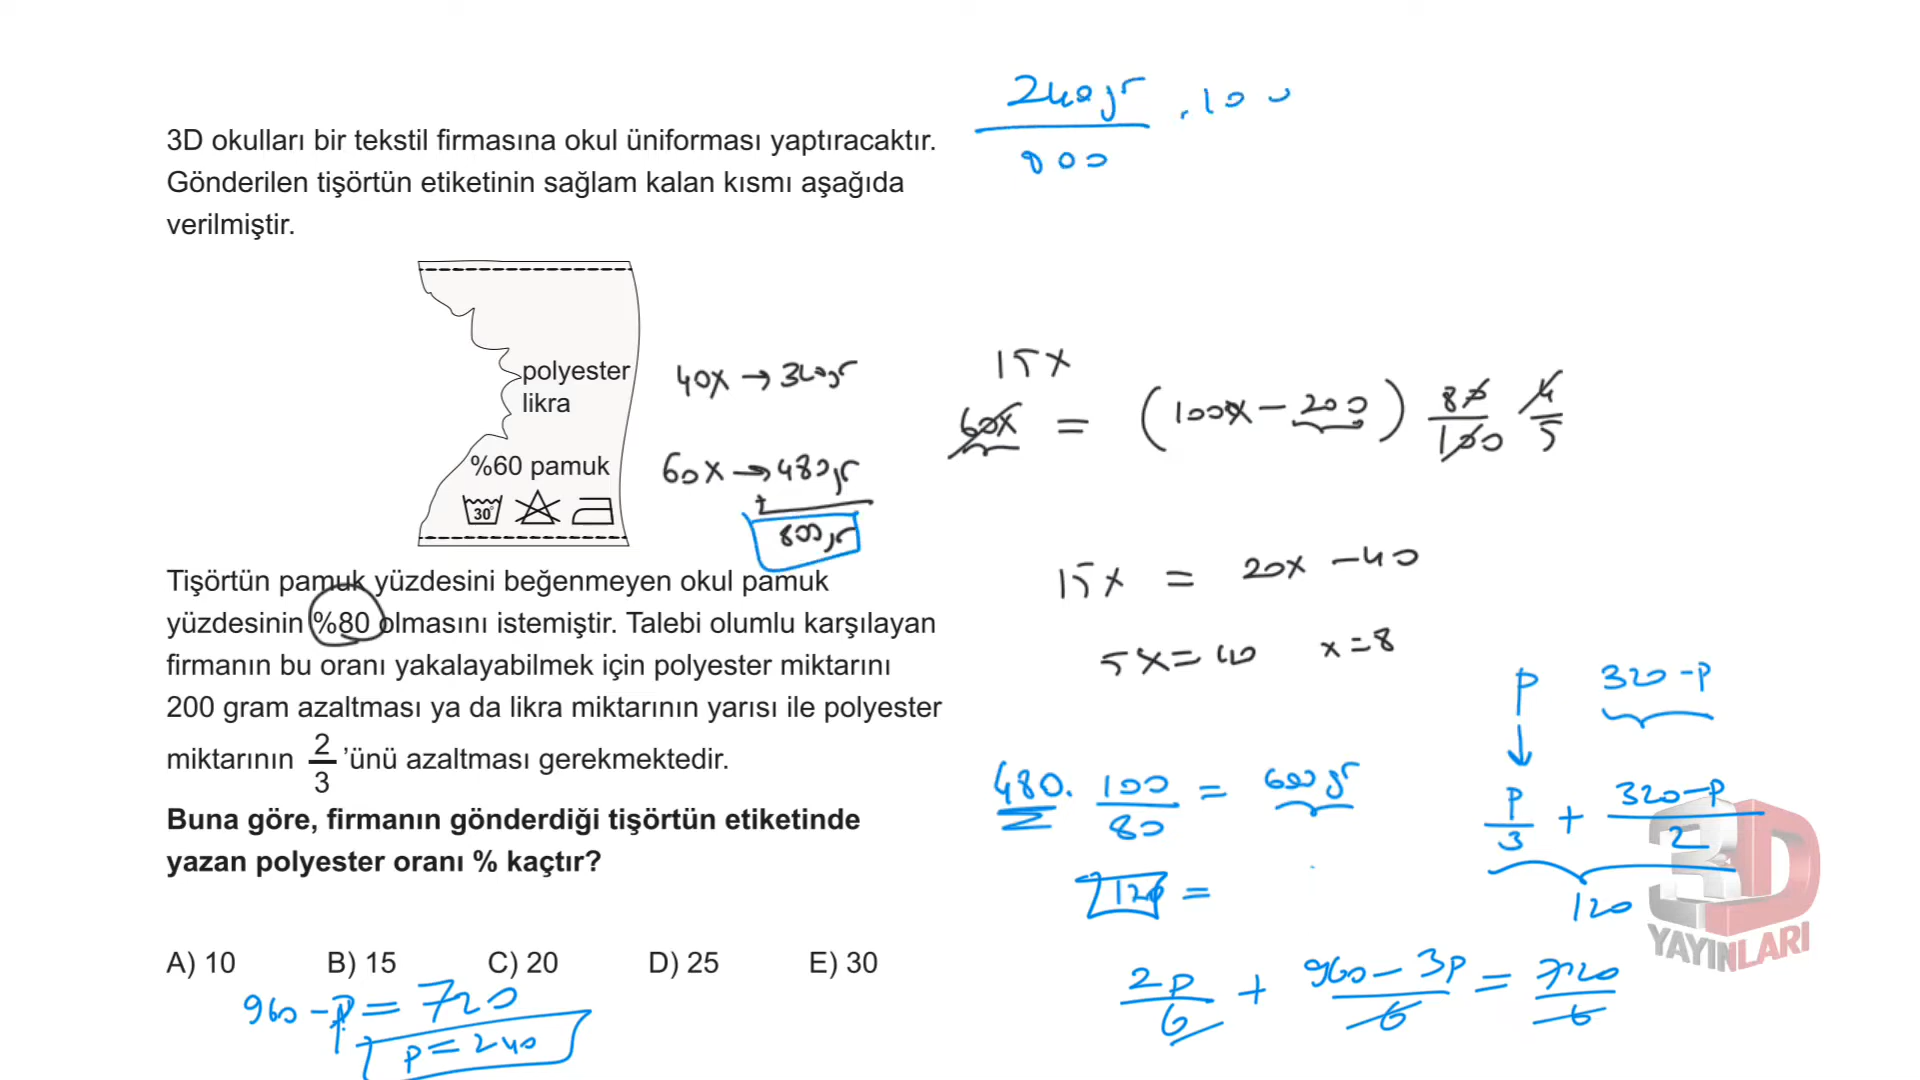 3D okulları bir tekstil firmasına okul üniforması yaptıracaktır.
Gönderilen tişörtün etiketinin sağlam kalan kısmı aşağıda
verilmiştir.
polyester
likra
%60 pamuk
30°
Tişörtün pamuk yüzdesini beğenmeyen okul pamuk
yüzdesinin %80 olmasını istemiştir. Talebi olumlu karşılayan
firmanın bu oranı yakalayabilmek için polyester miktarını
200 gram azaltması ya da likra miktarının yarısı ile polyester
miktarının 2/3 ’ünü azaltması gerekmektedir.
Buna göre, firmanın gönderdiği tişörtün etiketinde
yazan polyester oranı % kaçtır?
A) 10 B) 15 C) 20 D) 25 E) 30
960 - P = 720
P = 240
40x → 320gr
60x → 480gr
+
800gr
240gr/800 .100
15x
60x = (100x - 200) 80/100 4/5
15x = 20x - 40
5x = 40 x = 8
480. 100/80 = 600gr
120 =
P 320-P
↓
P/3 + 320-P/2
120
2P/6 + 960-3P/6 = 720/6
3D
YAYINLARI